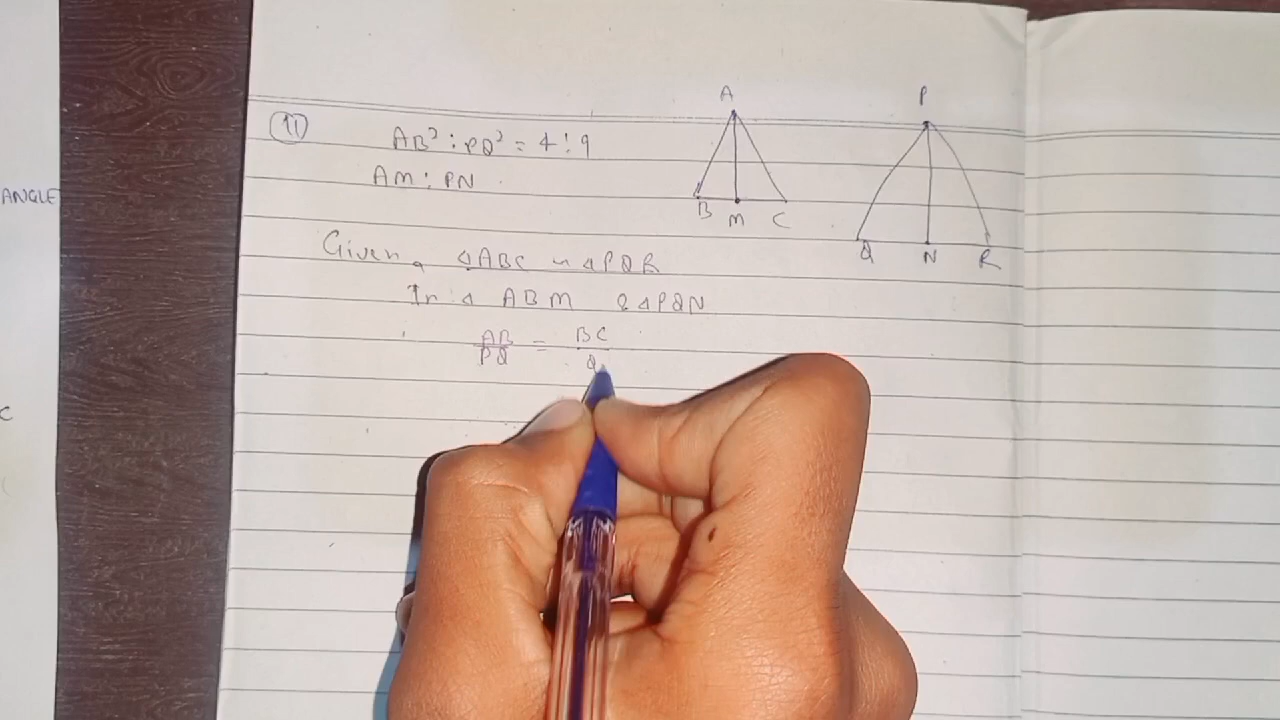 ANGLE
C
11
AB² : PQ² = 4 : 9
AM : PN
A
B M C
P
Q N R
Given, △ABC ~ △PQR
In △ ABM & △PQN
AB/PQ = BC/Q